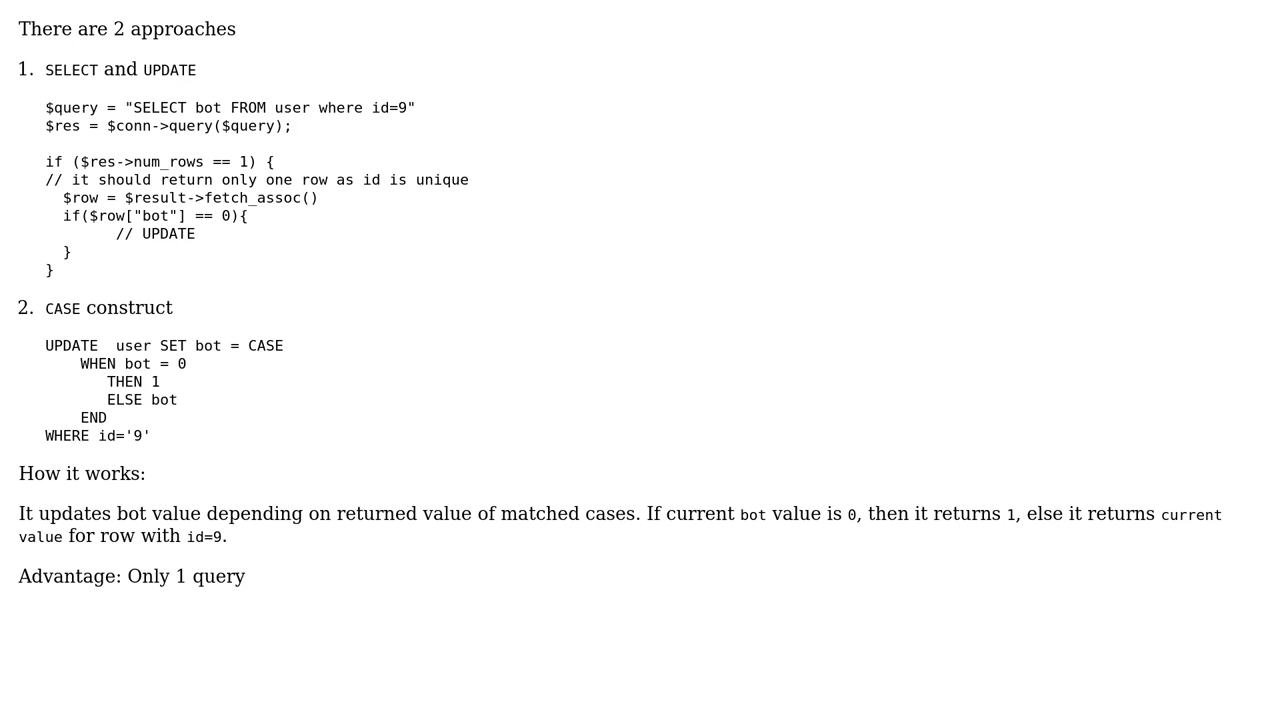 There are 2 approaches
1. SELECT and UPDATE
$query = "SELECT bot FROM user where id=9"
$res = $conn->query($query);
if ($res->num_rows == 1) {
// it should return only one row as id is unique
  $row = $result->fetch_assoc()
  if($row["bot"] == 0){
        // UPDATE
  }
}
2. CASE construct
UPDATE  user SET bot = CASE
    WHEN bot = 0
       THEN 1
       ELSE bot
    END
WHERE id='9'
How it works:
It updates bot value depending on returned value of matched cases. If current bot value is 0, then it returns 1, else it returns current
value for row with id=9.
Advantage: Only 1 query